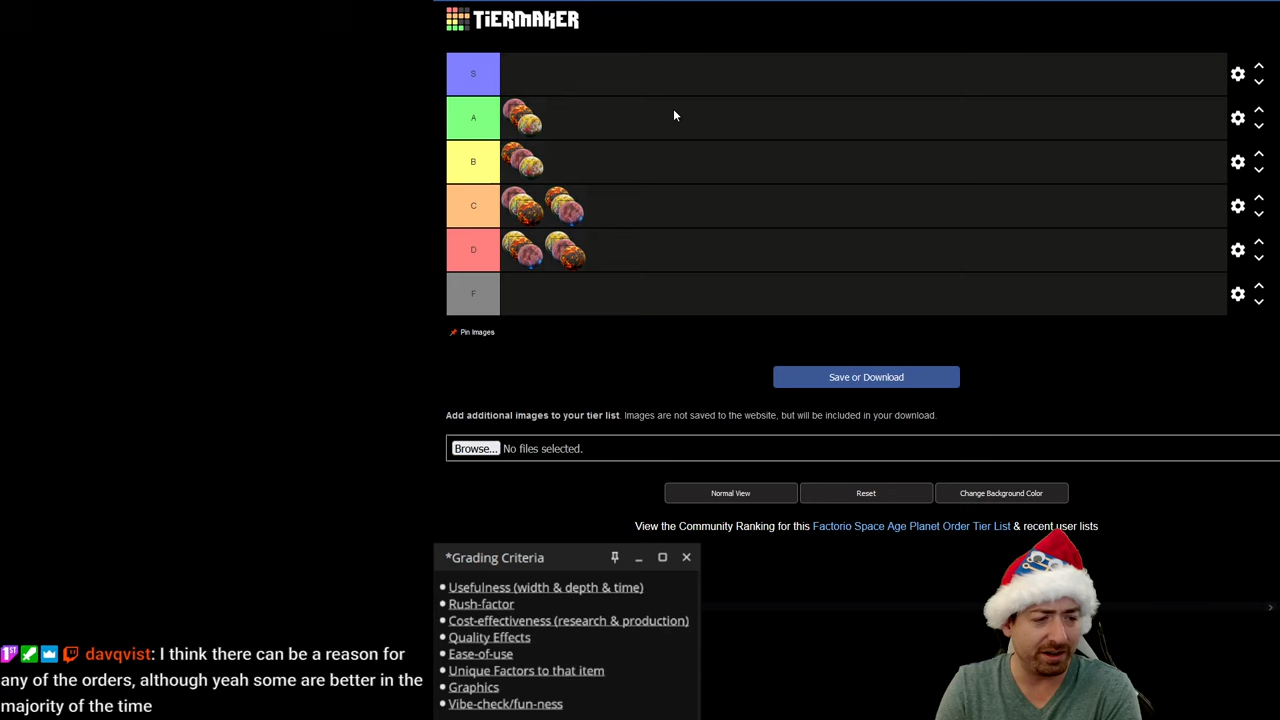 TIERMAKER
S
A
B
C
D
F
Pin Images
Save or Download
Add additional images to your tier list. Images are not saved to the website, but will be included in your download.
Browse... No files selected.
Normal View
Reset
Change Background Color
View the Community Ranking for this Factorio Space Age Planet Order Tier List & recent user lists
*Grading Criteria
Usefulness (width & depth & time)
Rush-factor
Cost-effectiveness (research & production)
Quality Effects
Ease-of-use
Unique Factors to that item
Graphics
Vibe-check/fun-ness
1ST davqvist: I think there can be a reason for
any of the orders, although yeah some are better in the
majority of the time